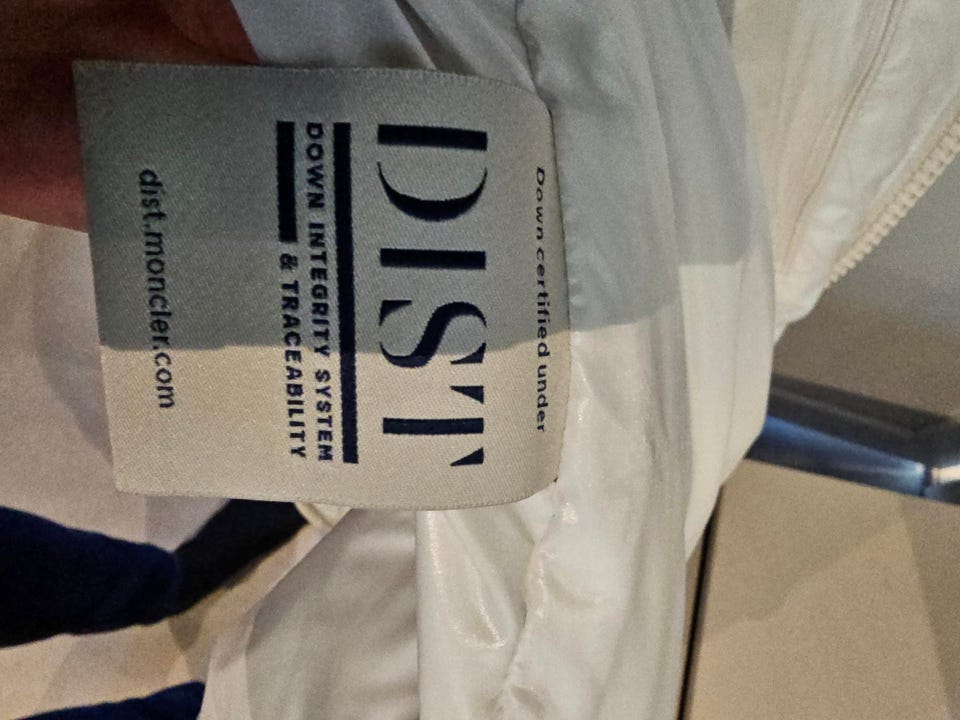 Down certified under
DIST
DOWN INTEGRITY SYSTEM
& TRACEABILITY
dist.moncler.com